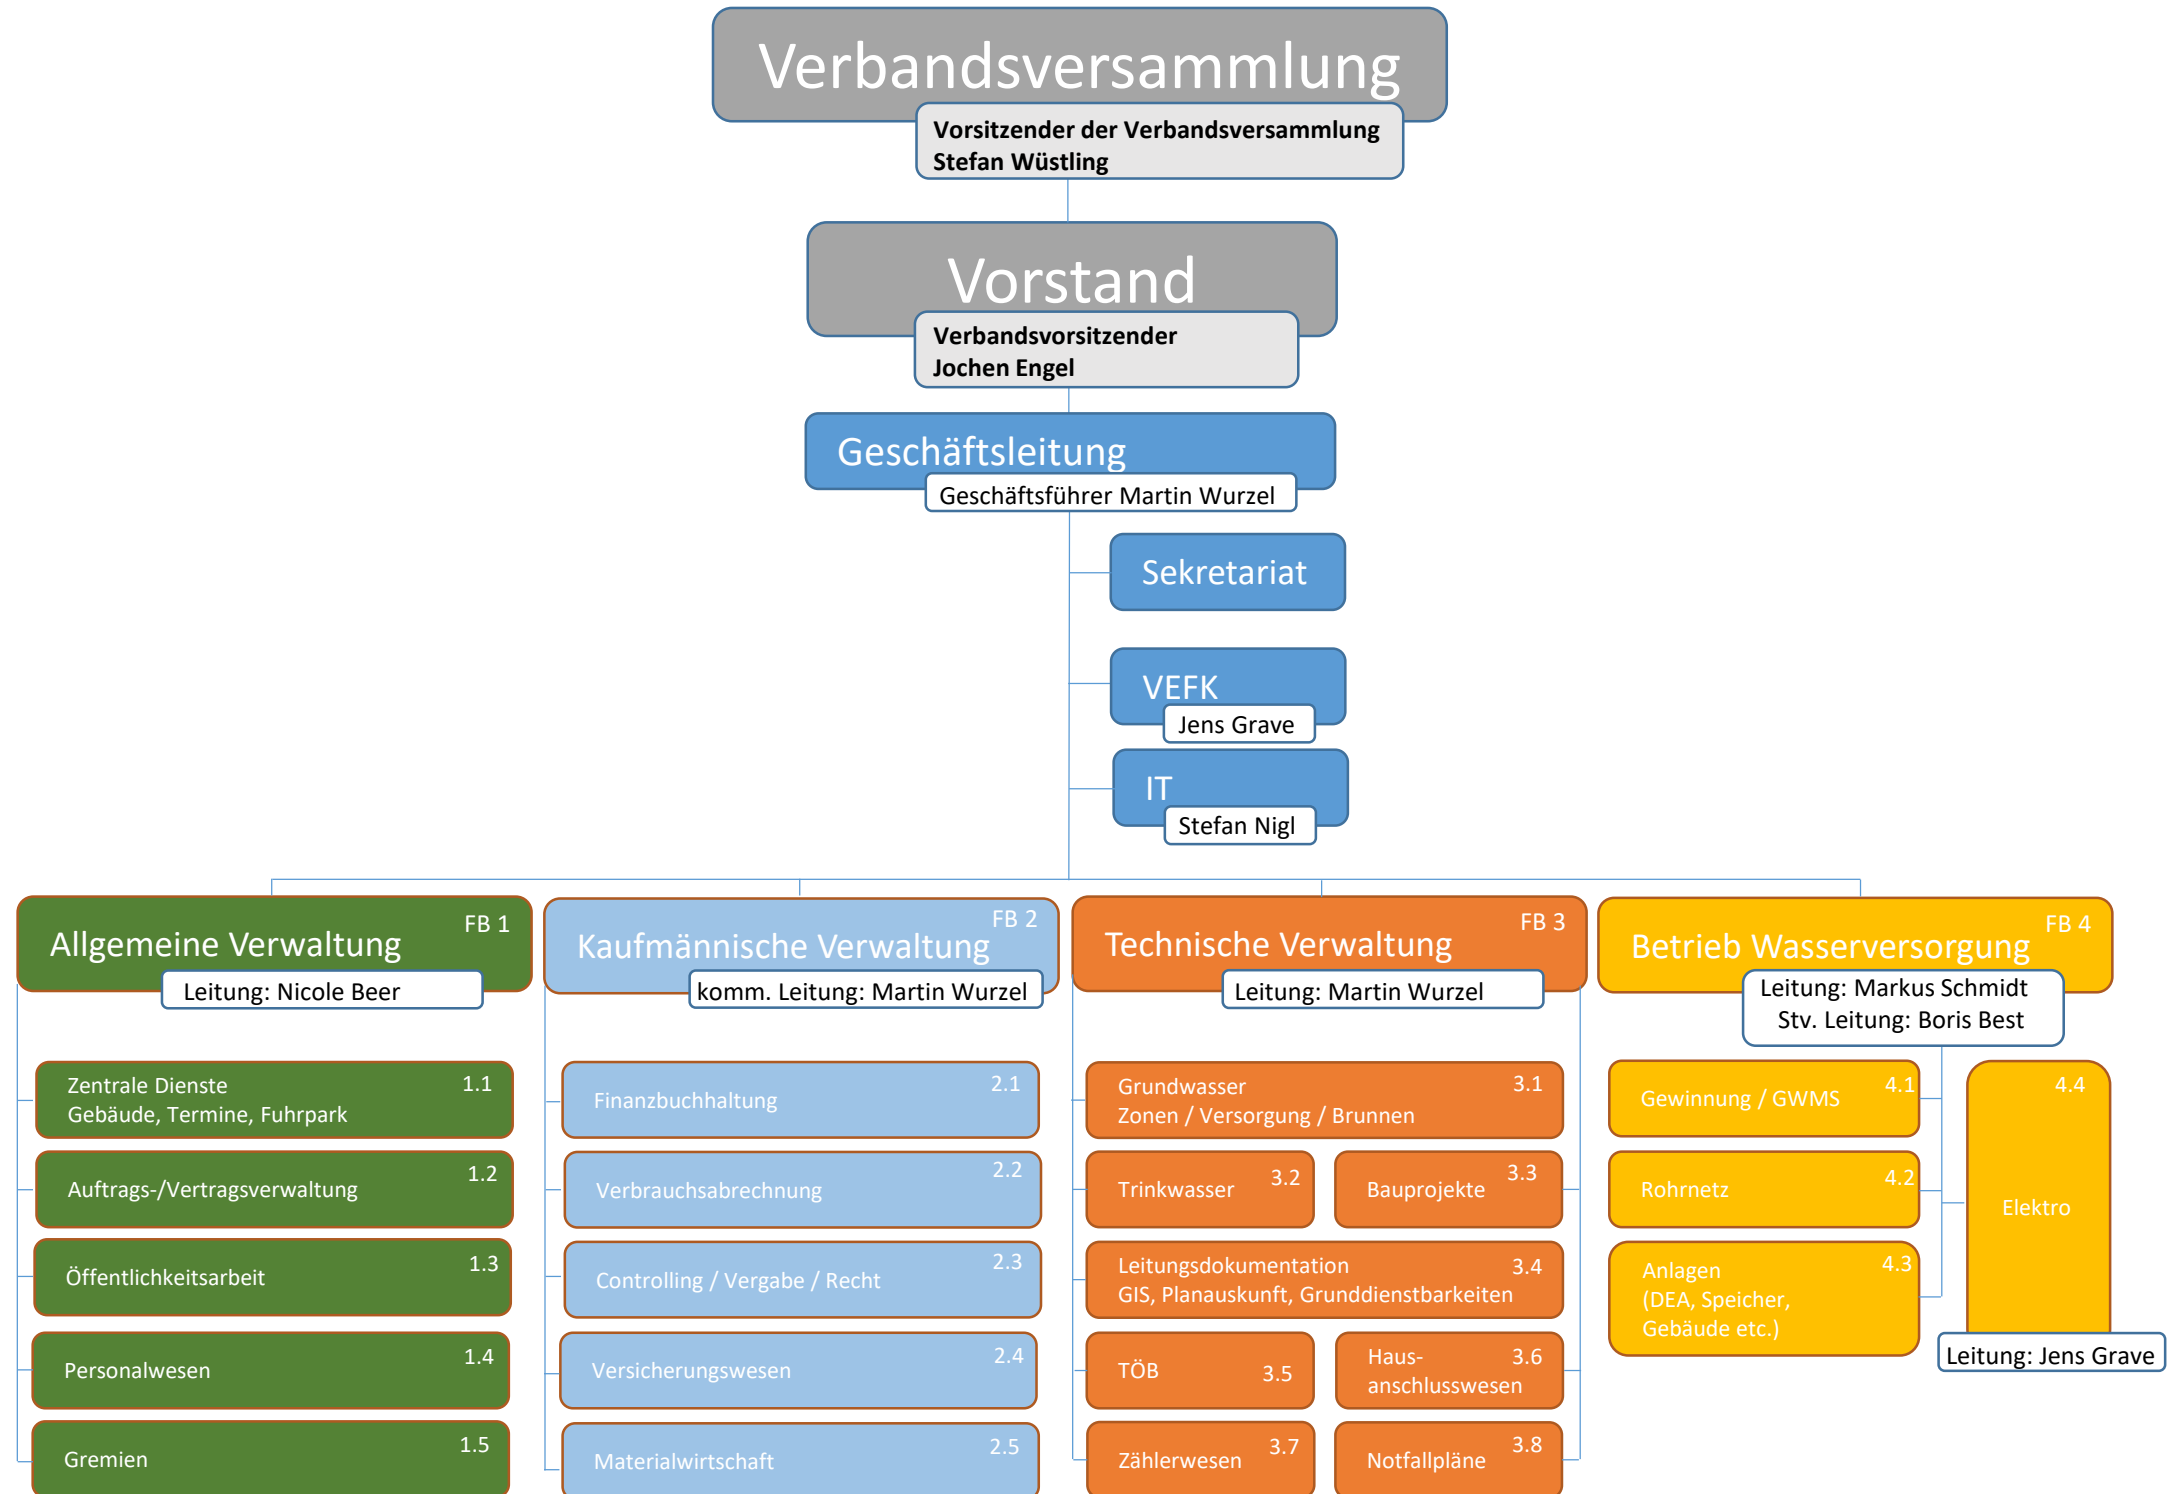 Verbandsversammlung
Vorsitzender der Verbandsversammlung
Stefan Wüstling
Vorstand
Verbandsvorsitzender
Jochen Engel
Geschäftsleitung
Geschäftsführer Martin Wurzel
Sekretariat
VEFK
Jens Grave
IT
Stefan Nigl
Allgemeine Verwaltung
FB 1
Leitung: Nicole Beer
Zentrale Dienste
Gebäude, Termine, Fuhrpark
1.1
Auftrags-/Vertragsverwaltung
1.2
Öffentlichkeitsarbeit
1.3
Personalwesen
1.4
Gremien
1.5
Kaufmännische Verwaltung
FB 2
komm. Leitung: Martin Wurzel
Finanzbuchhaltung
2.1
Verbrauchsabrechnung
2.2
Controlling / Vergabe / Recht
2.3
Versicherungswesen
2.4
Materialwirtschaft
2.5
Technische Verwaltung
FB 3
Leitung: Martin Wurzel
Grundwasser
Zonen / Versorgung / Brunnen
3.1
Trinkwasser
3.2
Bauprojekte
3.3
Leitungsdokumentation
GIS, Planauskunft, Grunddienstbarkeiten
3.4
TÖB
3.5
Haus-
anschlusswesen
3.6
Zählerwesen
3.7
Notfallpläne
3.8
Betrieb Wasserversorgung
FB 4
Leitung: Markus Schmidt
Stv. Leitung: Boris Best
Gewinnung / GWMS
4.1
Rohrnetz
4.2
Anlagen
(DEA, Speicher,
Gebäude etc.)
4.3
4.4
Elektro
Leitung: Jens Grave